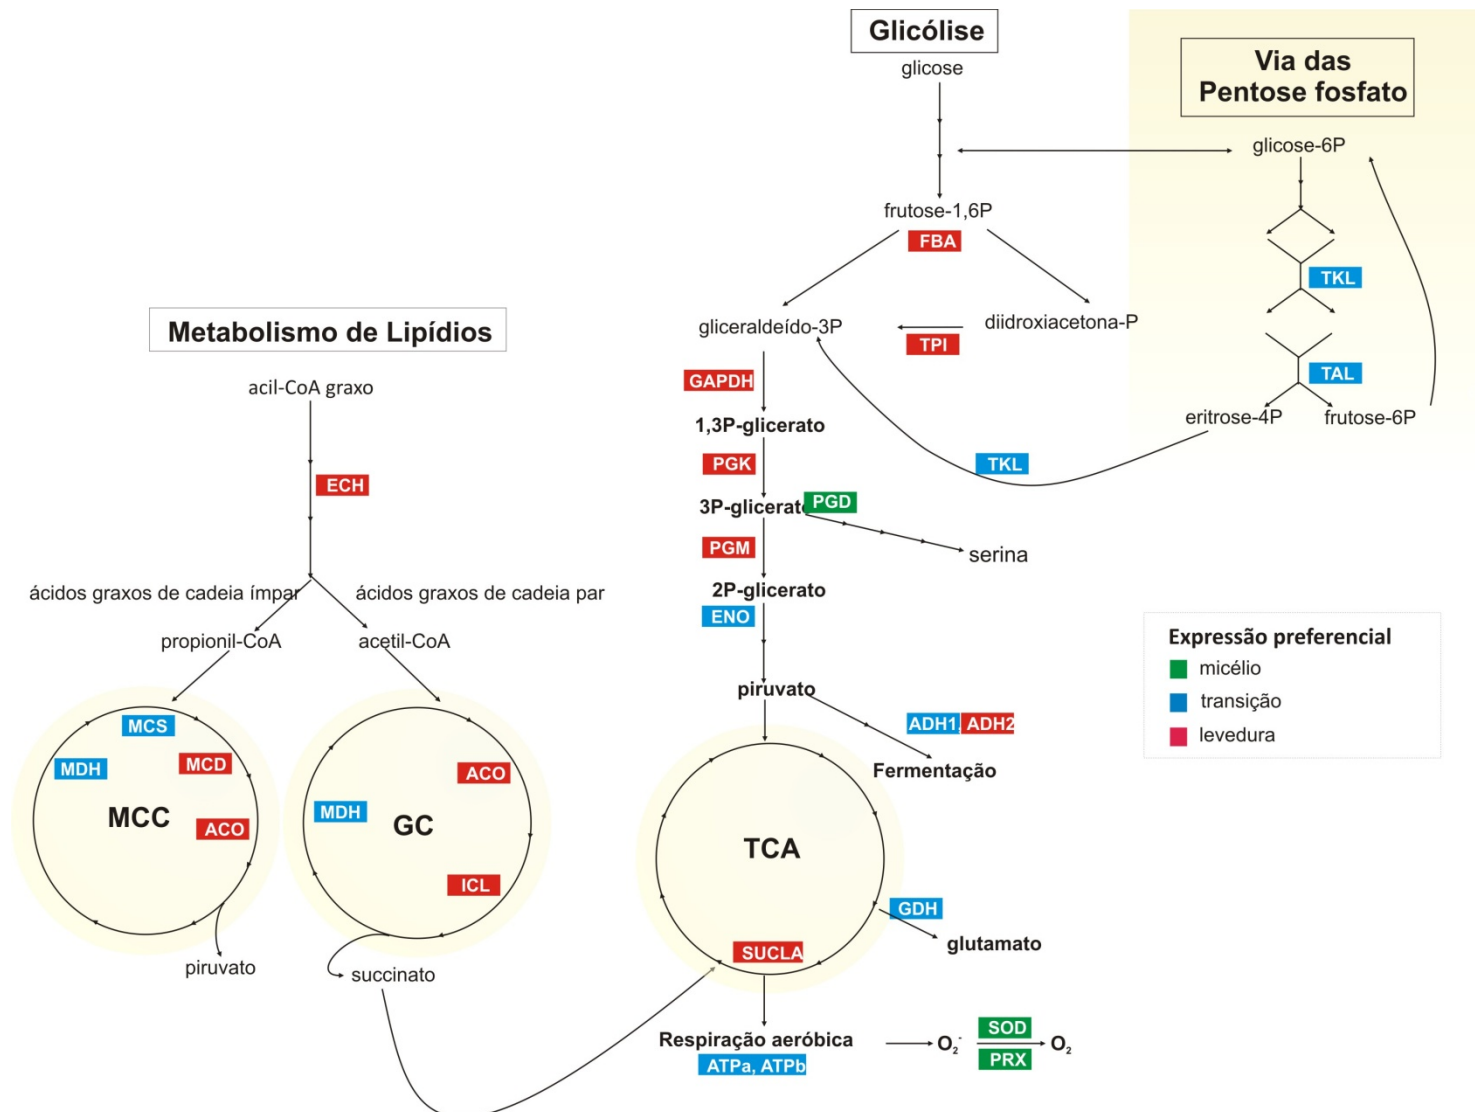 Glicólise
glicose
Via das
Pentose fosfato
glicose-6P
frutose-1,6P
FBA
TKL
gliceraldeído-3P
TPI
diidroxiacetona-P
TAL
eritrose-4P
frutose-6P
GAPDH
1,3P-glicerato
PGK
TKL
3P-glicerato
PGD
serina
PGM
2P-glicerato
ENO
piruvato
ADH1,
ADH2
Fermentação
TCA
GDH
glutamato
SUCLA
Respiração aeróbica
ATPa, ATPb
O₂⁻
SOD
PRX
O₂
Metabolismo de Lipídios
acil-CoA graxo
ECH
ácidos graxos de cadeia ímpar
ácidos graxos de cadeia par
propionil-CoA
acetil-CoA
MCS
MDH
MCD
MCC
ACO
piruvato
ACO
MDH
GC
ICL
succinato
Expressão preferencial
micélio
transição
levedura